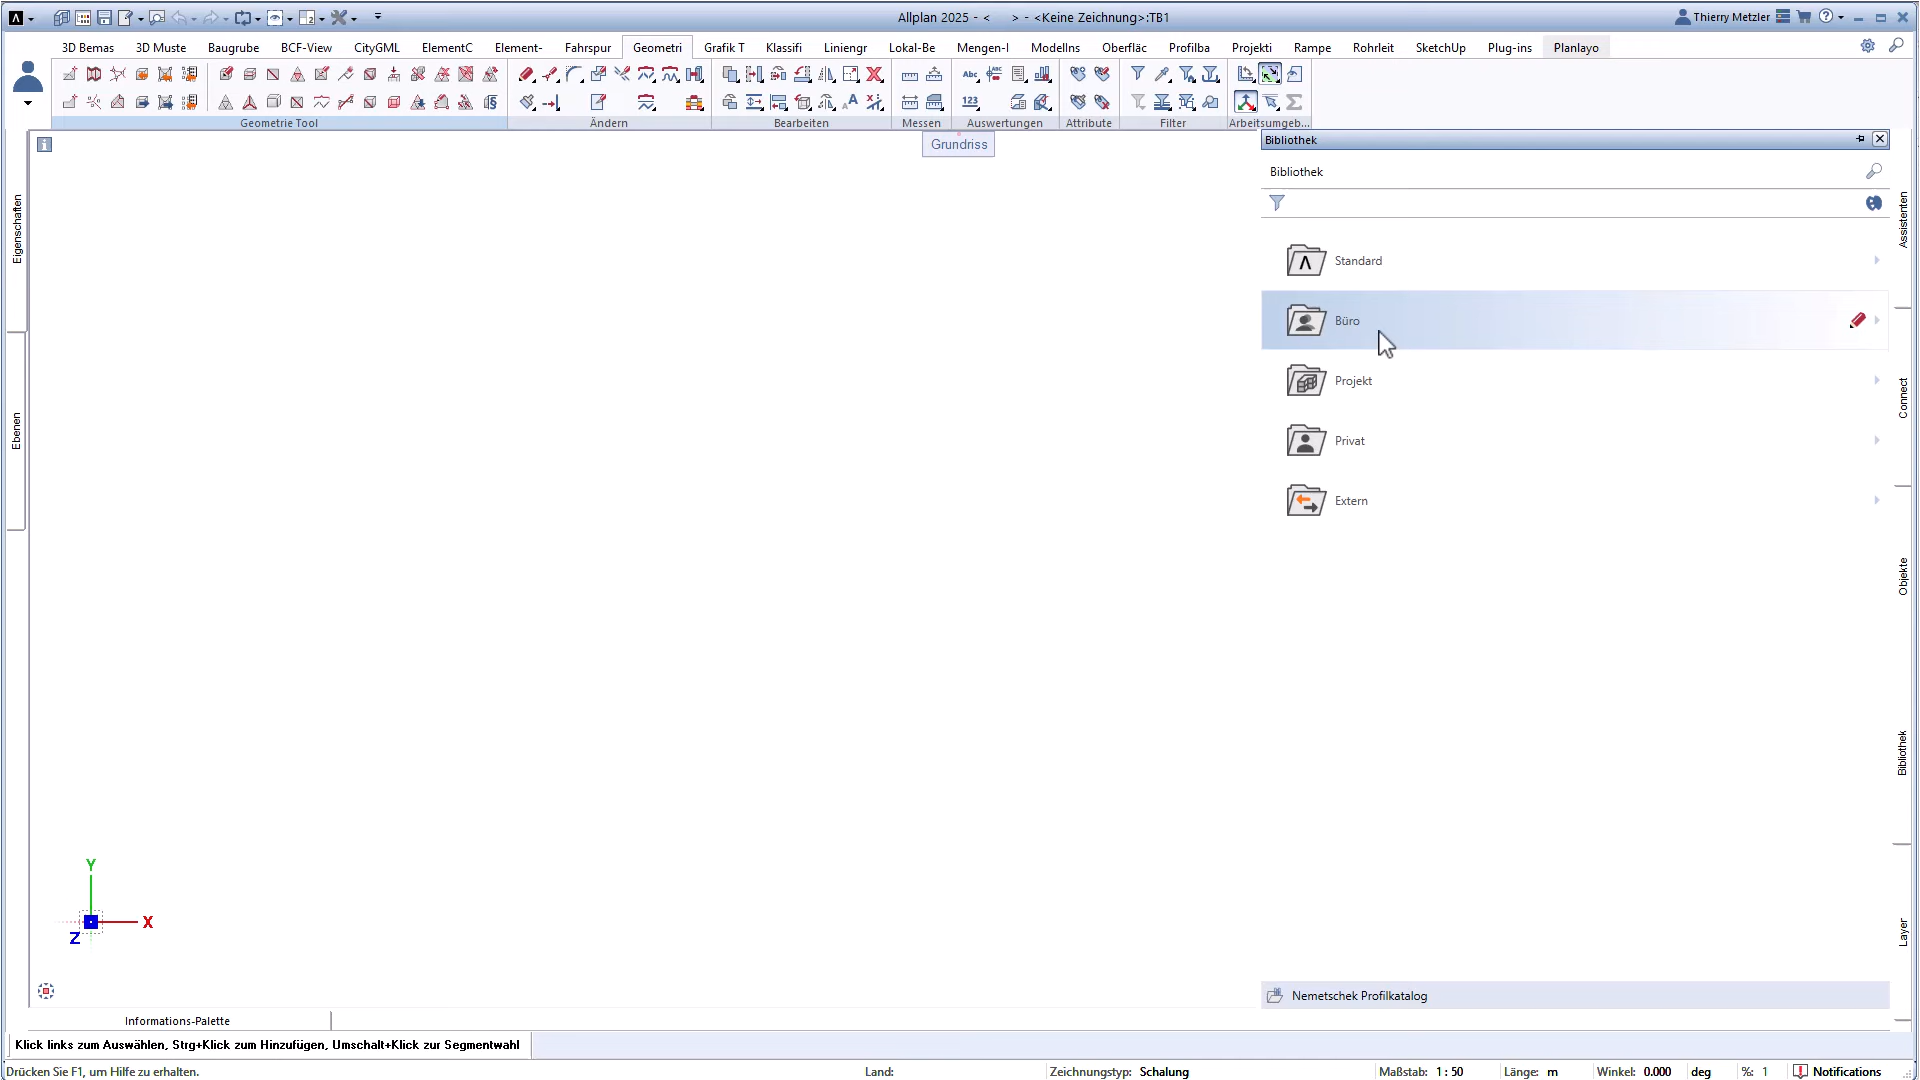 Allplan 2025 - <      > - <Keine Zeichnung>:TB1
Thierry Metzler
3D Bemas
3D Muste
Baugrube
BCF-View
CityGML
ElementC
Element-
Fahrspur
Geometri
Grafik T
Klassifi
Liniengr
Lokal-Be
Mengen-I
ModelIns
Oberfläc
Profilba
Projekti
Rampe
Rohrleit
SketchUp
Plug-ins
Planlayo
Abc
ABC
123
A
Geometrie Tool
Ändern
Bearbeiten
Messen
Auswertungen
Attribute
Filter
Arbeitsumgeb...
Grundriss
Eigenschaften
Ebenen
Bibliothek
Bibliothek
Standard
Büro
Projekt
Privat
Extern
Nemetschek Profilkatalog
Assistenten
Connect
Objekte
Bibliothek
Layer
Y
X
Z
Informations-Palette
Klick links zum Auswählen, Strg+Klick zum Hinzufügen, Umschalt+Klick zur Segmentwahl
Drücken Sie F1, um Hilfe zu erhalten.
Land:
Zeichnungstyp: Schalung
Maßstab: 1 : 50
Länge: m
Winkel: 0.000 deg
%: 1
Notifications